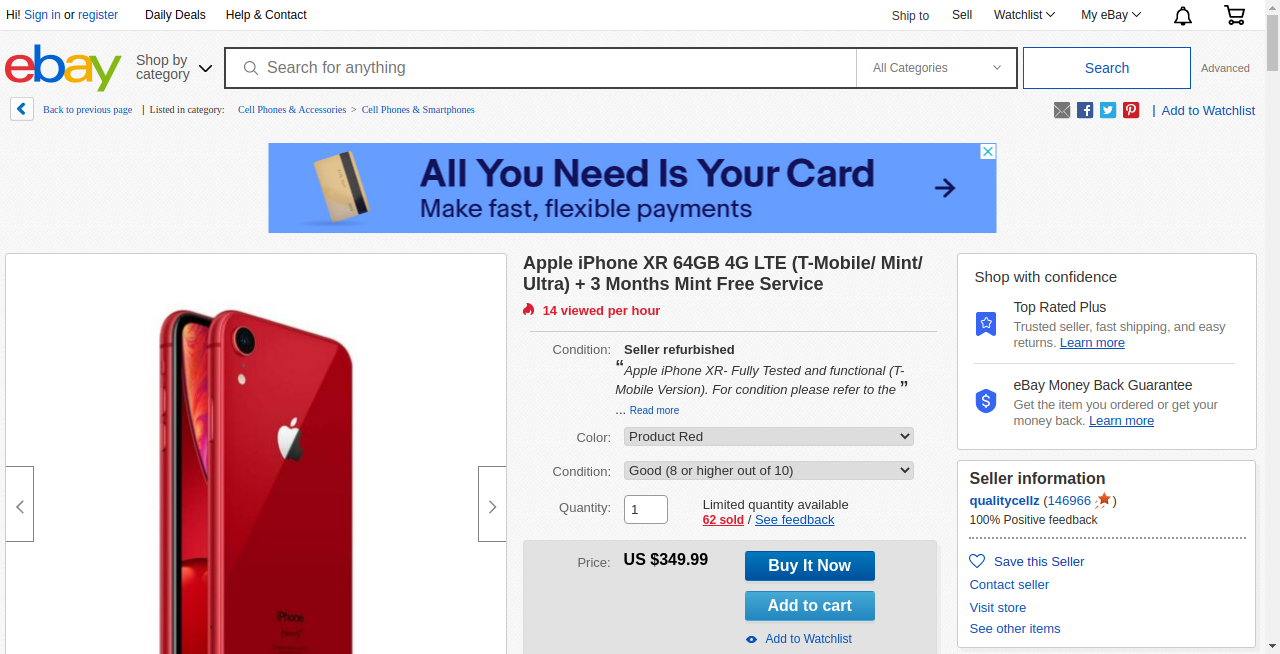 Hi! Sign in or register
Daily Deals
Help & Contact
Ship to
Sell
Watchlist
My eBay
ebay
Shop by
category
Search for anything
All Categories
Search
Advanced
Back to previous page
| Listed in category:
Cell Phones & Accessories > Cell Phones & Smartphones
| Add to Watchlist
All You Need Is Your Card
Make fast, flexible payments
Apple iPhone XR 64GB 4G LTE (T-Mobile/ Mint/
Ultra) + 3 Months Mint Free Service
14 viewed per hour
Condition: Seller refurbished
“Apple iPhone XR- Fully Tested and functional (T-
Mobile Version). For condition please refer to the ”
... Read more
Color: Product Red
Condition: Good (8 or higher out of 10)
Quantity: 1
Limited quantity available
62 sold / See feedback
Price: US $349.99
Buy It Now
Add to cart
Add to Watchlist
iPhone
Shop with confidence
Top Rated Plus
Trusted seller, fast shipping, and easy
returns. Learn more
eBay Money Back Guarantee
Get the item you ordered or get your
money back. Learn more
Seller information
qualitycellz (146966 )
100% Positive feedback
Save this Seller
Contact seller
Visit store
See other items